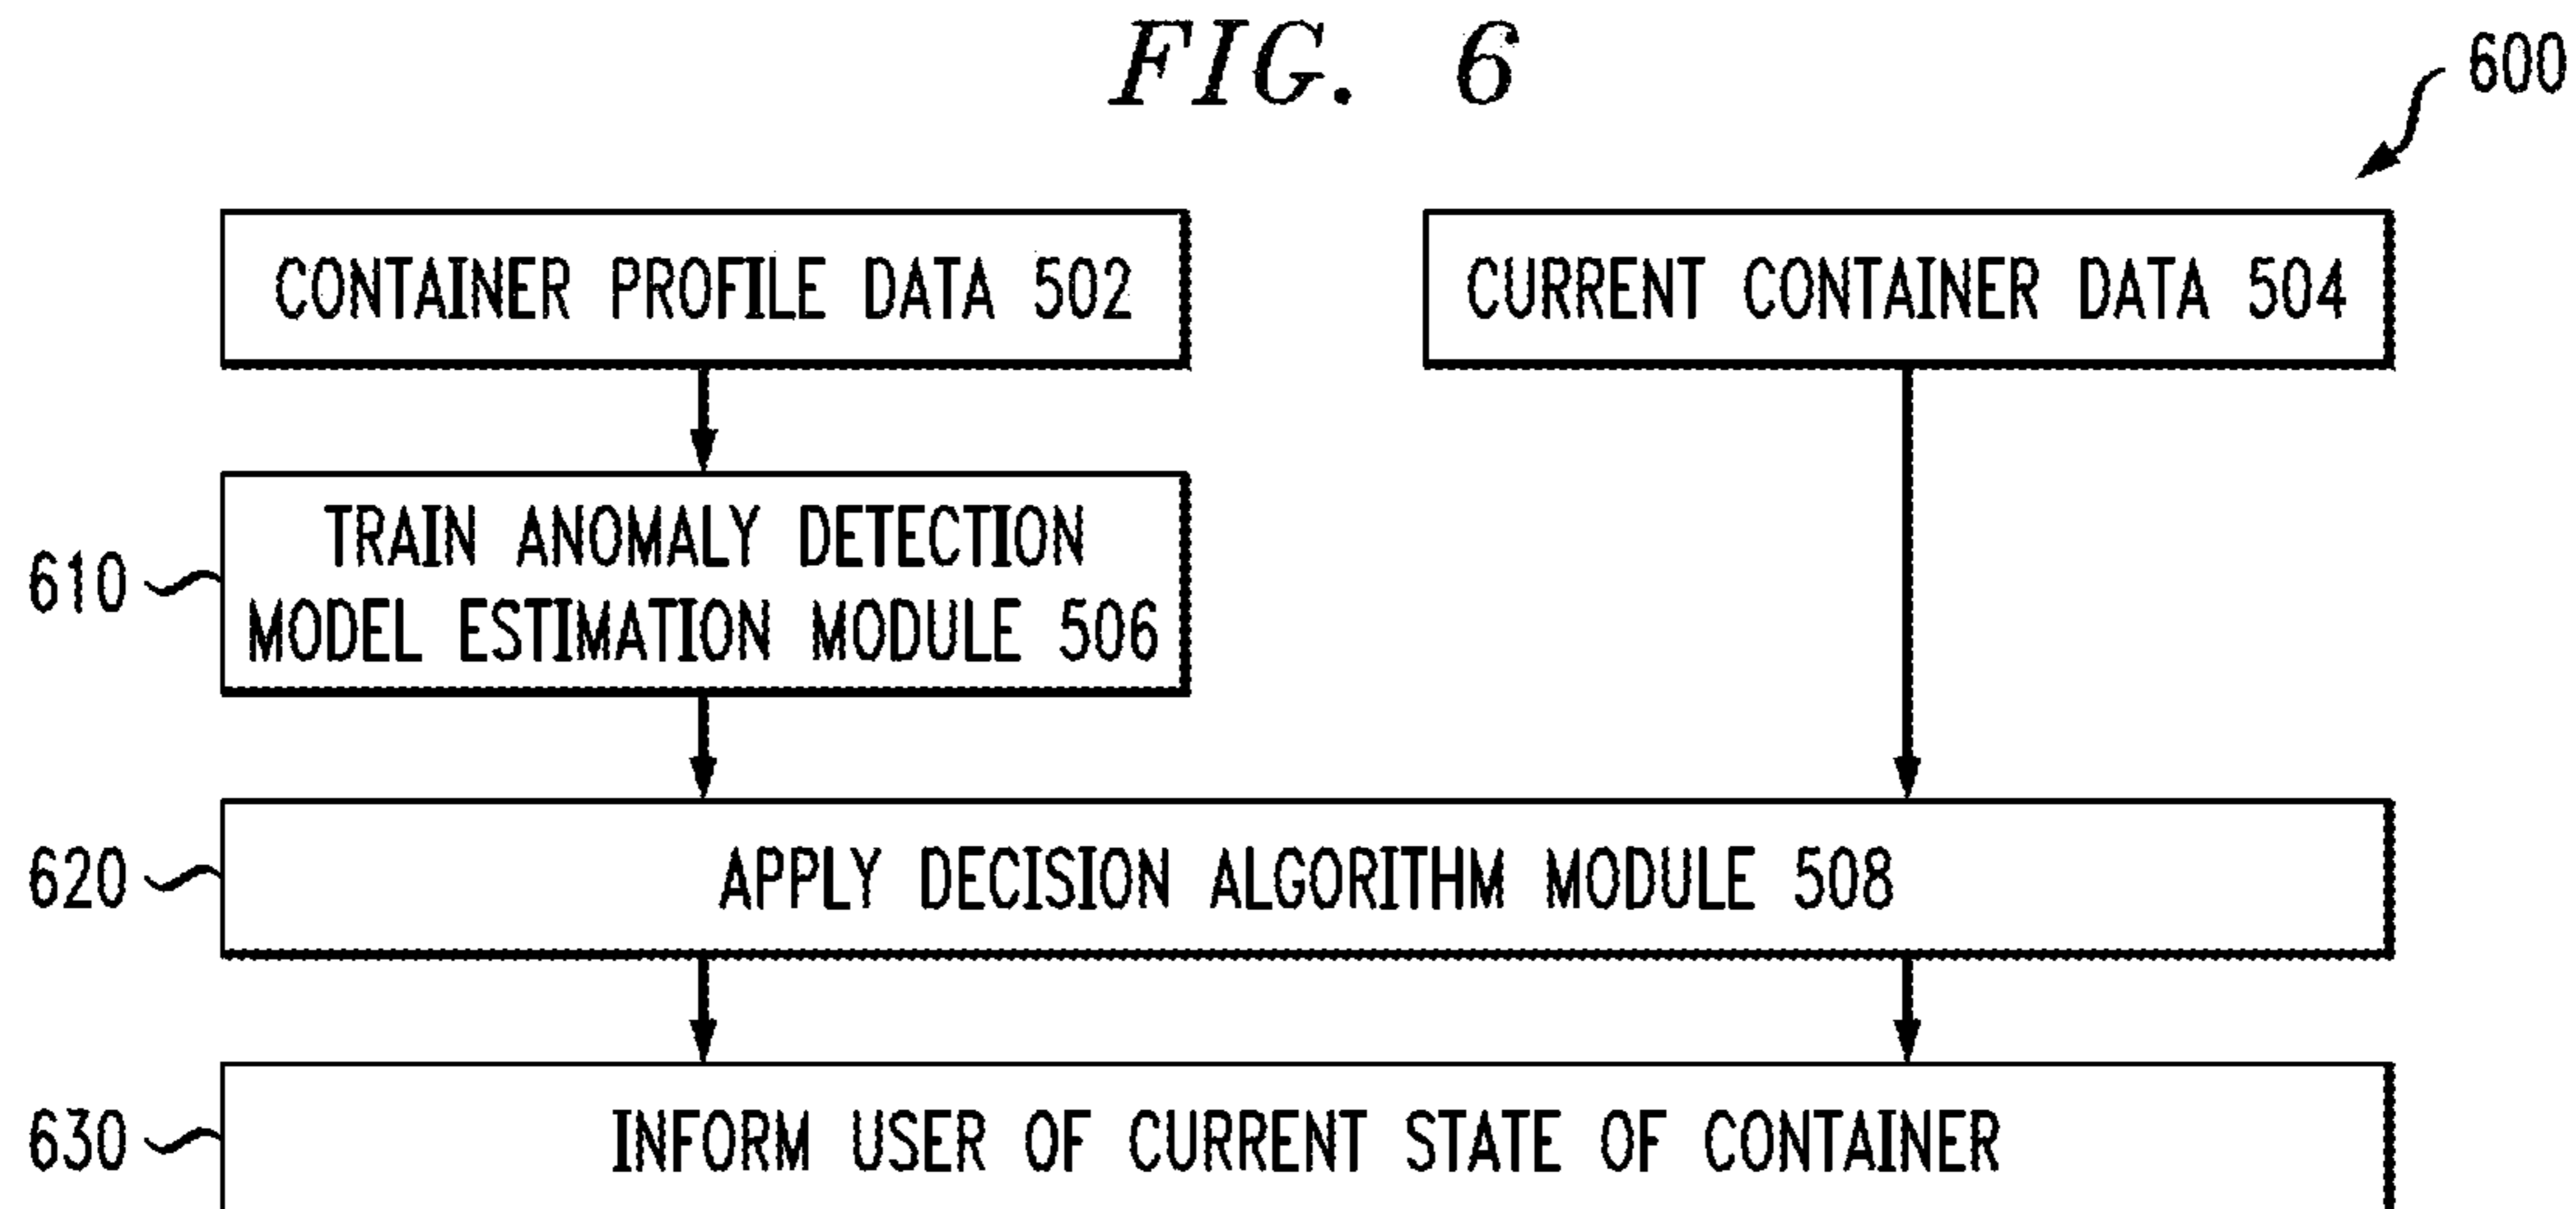 FIG. 6
600
CONTAINER PROFILE DATA 502
CURRENT CONTAINER DATA 504
610
TRAIN ANOMALY DETECTION
MODEL ESTIMATION MODULE 506
620
APPLY DECISION ALGORITHM MODULE 508
630
INFORM USER OF CURRENT STATE OF CONTAINER